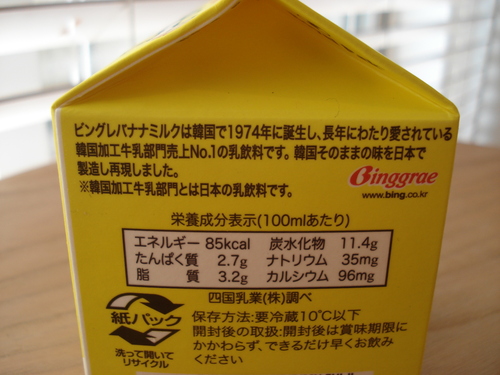 ビングレバナナミルクは韓国で1974年に誕生し、長年にわたり愛されている
韓国加工牛乳部門売上No.1の乳飲料です。韓国そのままの味を日本で
製造し再現しました。
※韓国加工牛乳部門とは日本の乳飲料です。
Binggrae
www.bing.co.kr
栄養成分表示(100mlあたり)
エネルギー 85kcal 炭水化物 11.4g
たんぱく質 2.7g ナトリウム 35mg
脂 質 3.2g カルシウム 96mg
四国乳業(株)調べ
紙パック
洗って開いて
リサイクル
保存方法:要冷蔵10℃以下
開封後の取扱:開封後は賞味期限に
かかわらず、できるだけ早くお飲み
ください